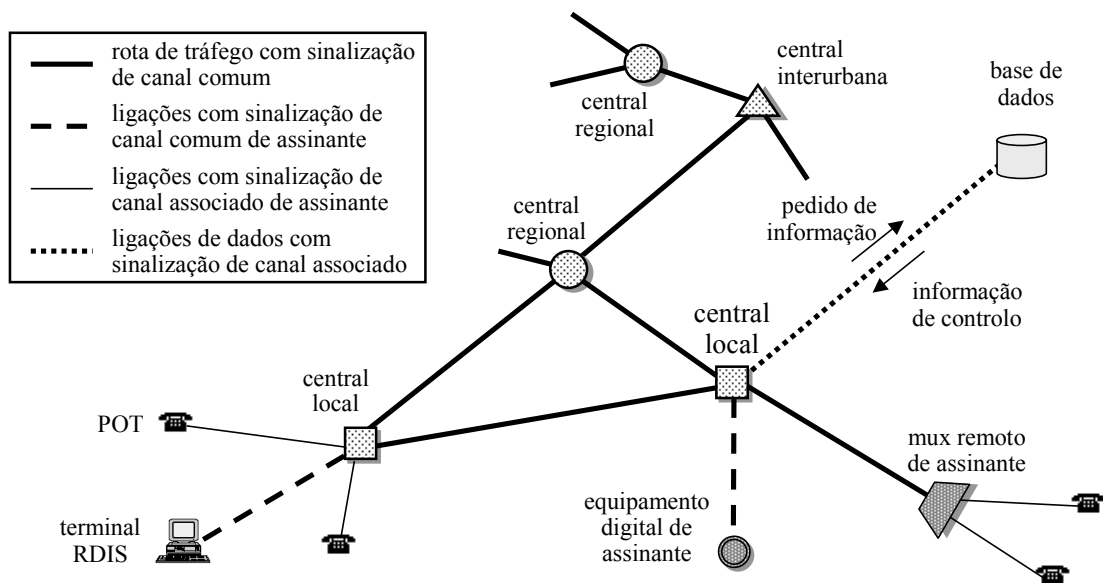 rota de tráfego com sinalização
de canal comum
ligações com sinalização de
canal comum de assinante
ligações com sinalização de
canal associado de assinante
ligações de dados com
sinalização de canal associado
central
interurbana
base de
dados
central
regional
central
regional
pedido de
informação
informação
de controlo
central
local
central
local
POT
mux remoto
de assinante
equipamento
digital de
assinante
terminal
RDIS